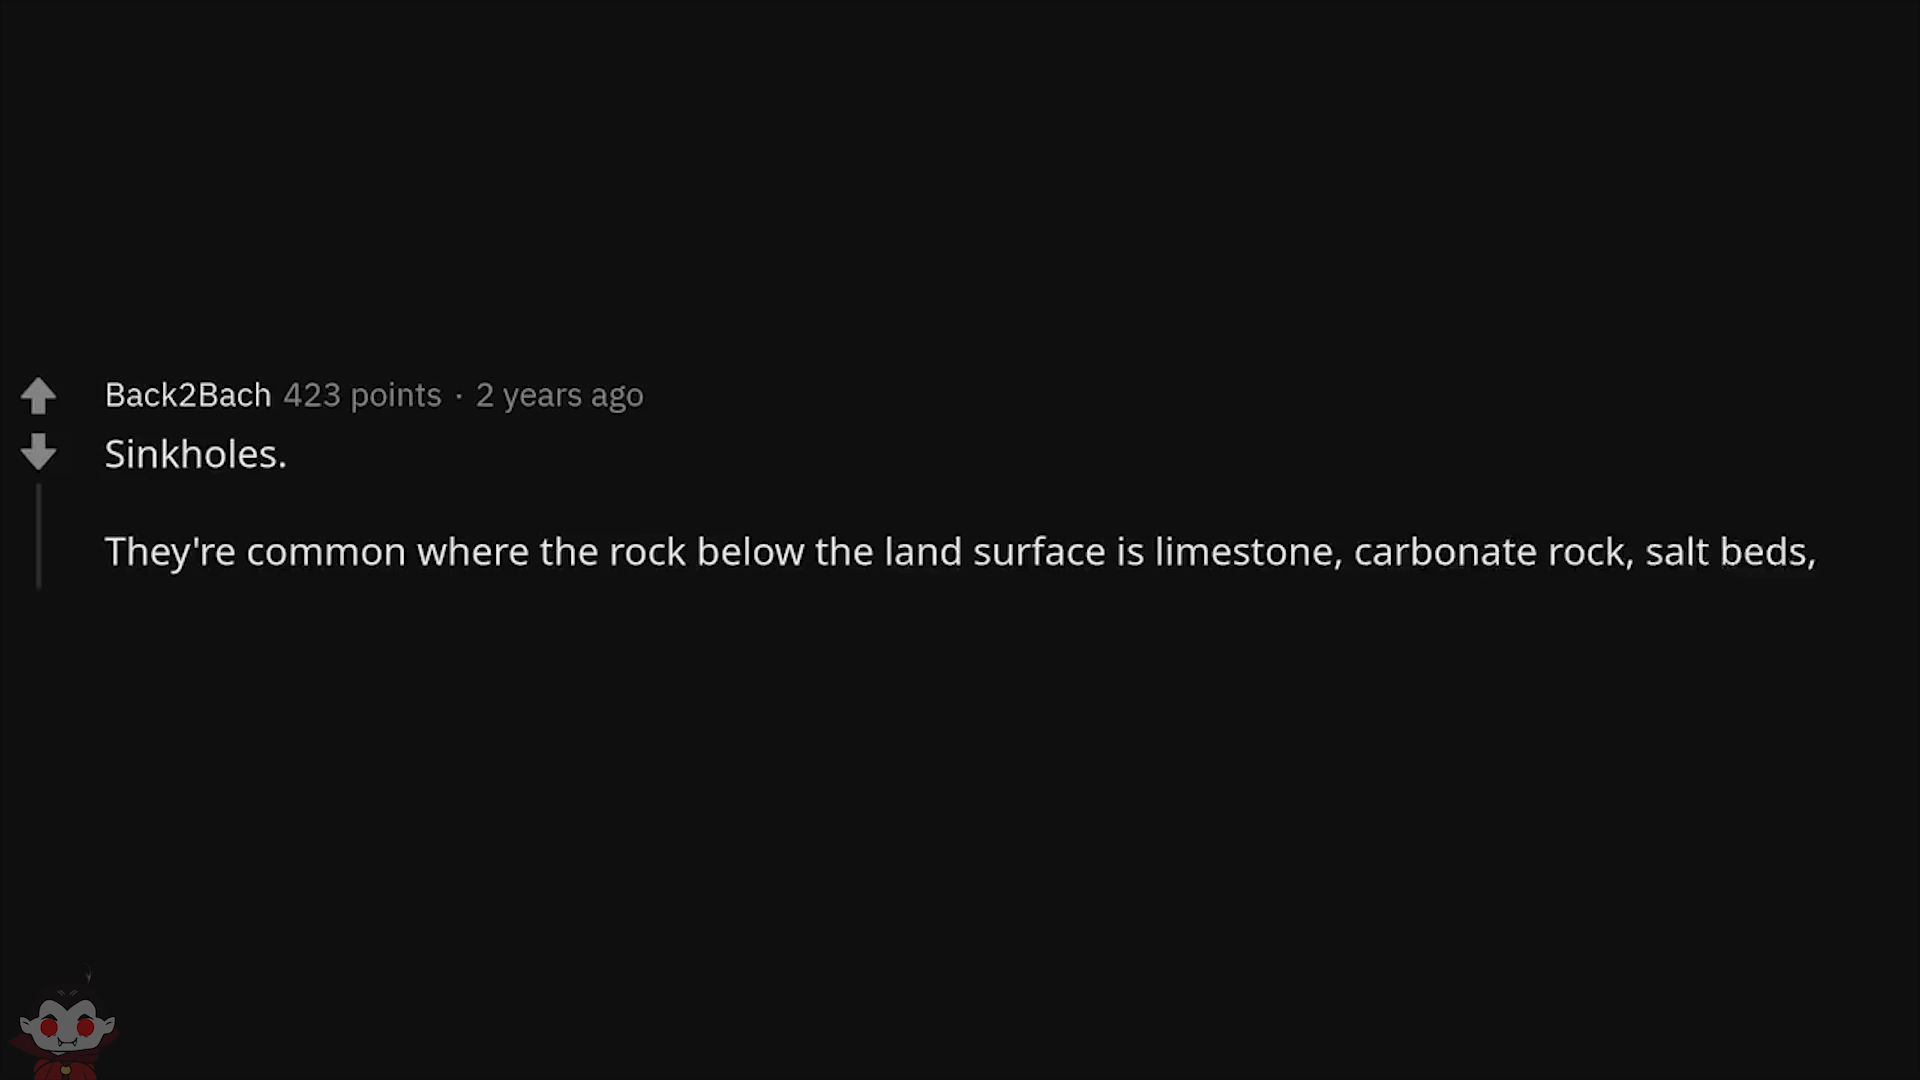 Back2Bach 423 points · 2 years ago
Sinkholes.
They're common where the rock below the land surface is limestone, carbonate rock, salt beds,